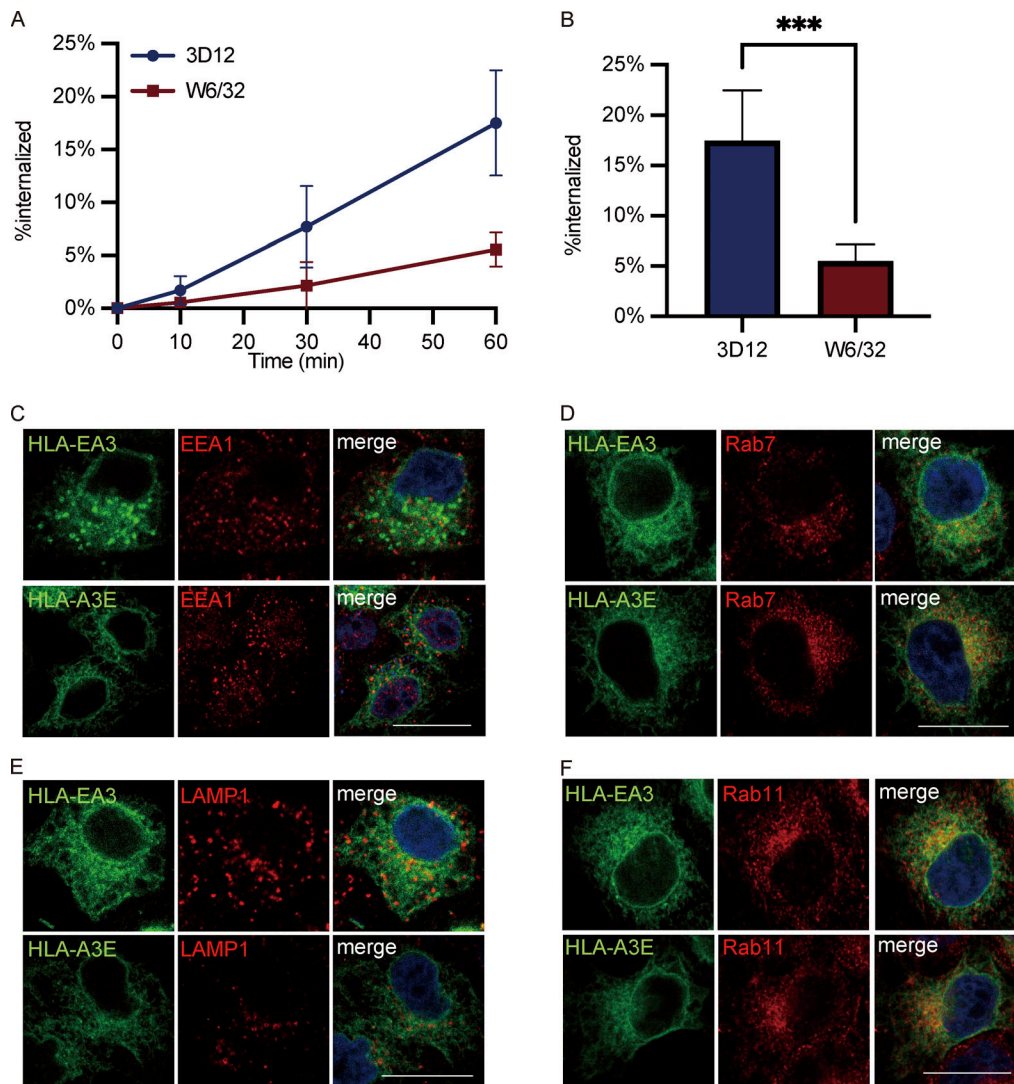 A
25%
20%
15%
10%
5%
0%
%internalized
3D12
W6/32
0 10 20 30 40 50 60
Time (min)
B
***
25%
20%
15%
10%
5%
0%
%internalized
3D12 W6/32
C
HLA-EA3 EEA1 merge
HLA-A3E EEA1 merge
D
HLA-EA3 Rab7 merge
HLA-A3E Rab7 merge
E
HLA-EA3 LAMP1 merge
HLA-A3E LAMP1 merge
F
HLA-EA3 Rab11 merge
HLA-A3E Rab11 merge